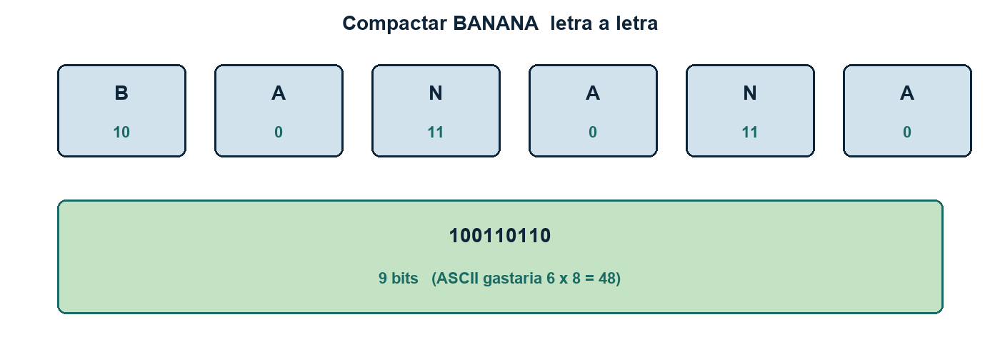 Compactar BANANA  letra a letra
B A N A N A
10 0 11 0 11 0
100110110
9 bits   (ASCII gastaria 6 x 8 = 48)